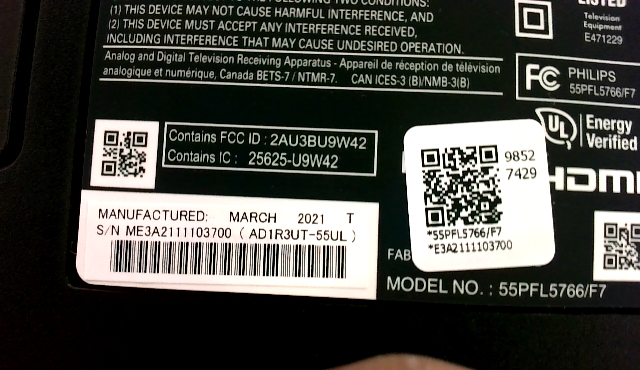 (1) THIS DEVICE MAY NOT CAUSE HARMFUL INTERFERENCE, AND
(2) THIS DEVICE MUST ACCEPT ANY INTERFERENCE RECEIVED,
INCLUDING INTERFERENCE THAT MAY CAUSE UNDESIRED OPERATION.
Analog and Digital Television Receiving Apparatus - Appareil de réception de télévision
analogique et numérique, Canada BETS-7 / NTMR-7. CAN ICES-3 (B)/NMB-3(B)
LISTED
Television
Equipment
E471229
FC PHILIPS
55PFL5766/F7
UL Energy
Verified
HDMI
Contains FCC ID : 2AU3BU9W42
Contains IC : 25625-U9W42
9852
7429
*55PFL5766/F7
*E3A2111103700
MANUFACTURED: MARCH 2021 T
S/N ME3A2111103700 ( AD1R3UT-55UL )
FAB
MODEL NO. : 55PFL5766/F7